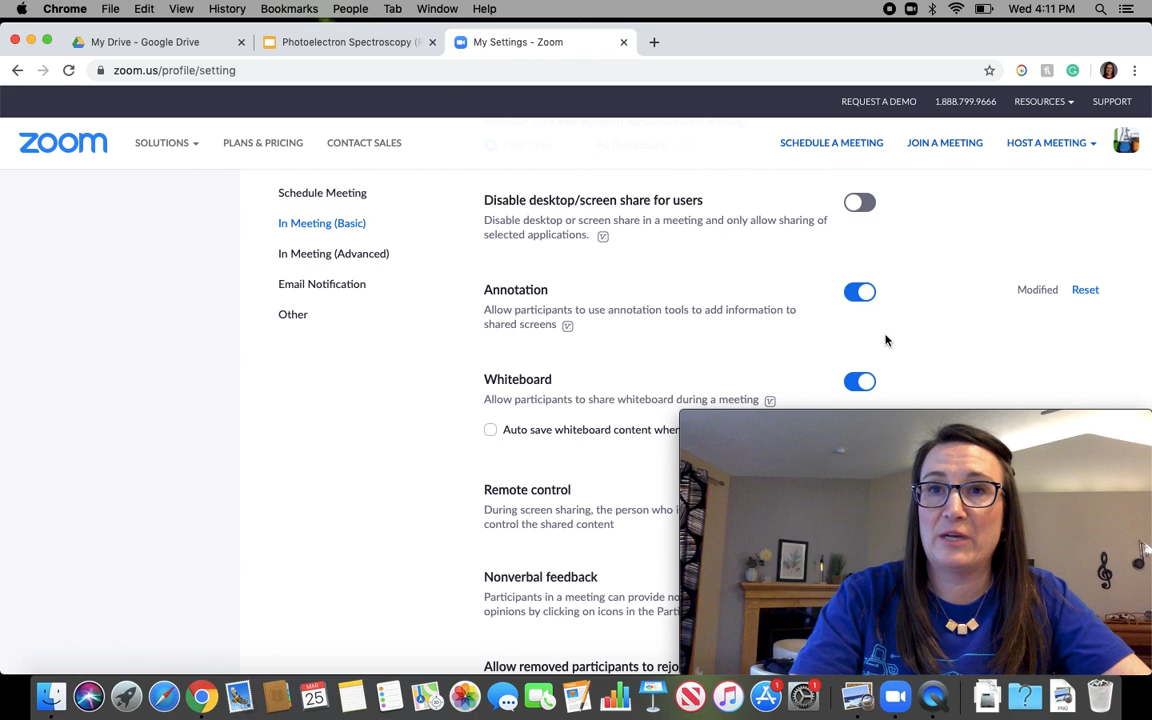 Chrome File Edit View History Bookmarks People Tab Window Help Wed 4:11 PM
My Drive - Google Drive Photoelectron Spectroscopy (P My Settings - Zoom
zoom.us/profile/setting
REQUEST A DEMO 1.888.799.9666 RESOURCES SUPPORT
zoom SOLUTIONS PLANS & PRICING CONTACT SALES SCHEDULE A MEETING JOIN A MEETING HOST A MEETING
Schedule Meeting
In Meeting (Basic)
In Meeting (Advanced)
Email Notification
Other
Disable desktop/screen share for users
Disable desktop or screen share in a meeting and only allow sharing of
selected applications.
Annotation Modified Reset
Allow participants to use annotation tools to add information to
shared screens
Whiteboard
Allow participants to share whiteboard during a meeting
Auto save whiteboard content when
Remote control
During screen sharing, the person who i
control the shared content
Nonverbal feedback
Participants in a meeting can provide no
opinions by clicking on icons in the Parti
Allow removed participants to rejo
MAR
25
1
1
PNG